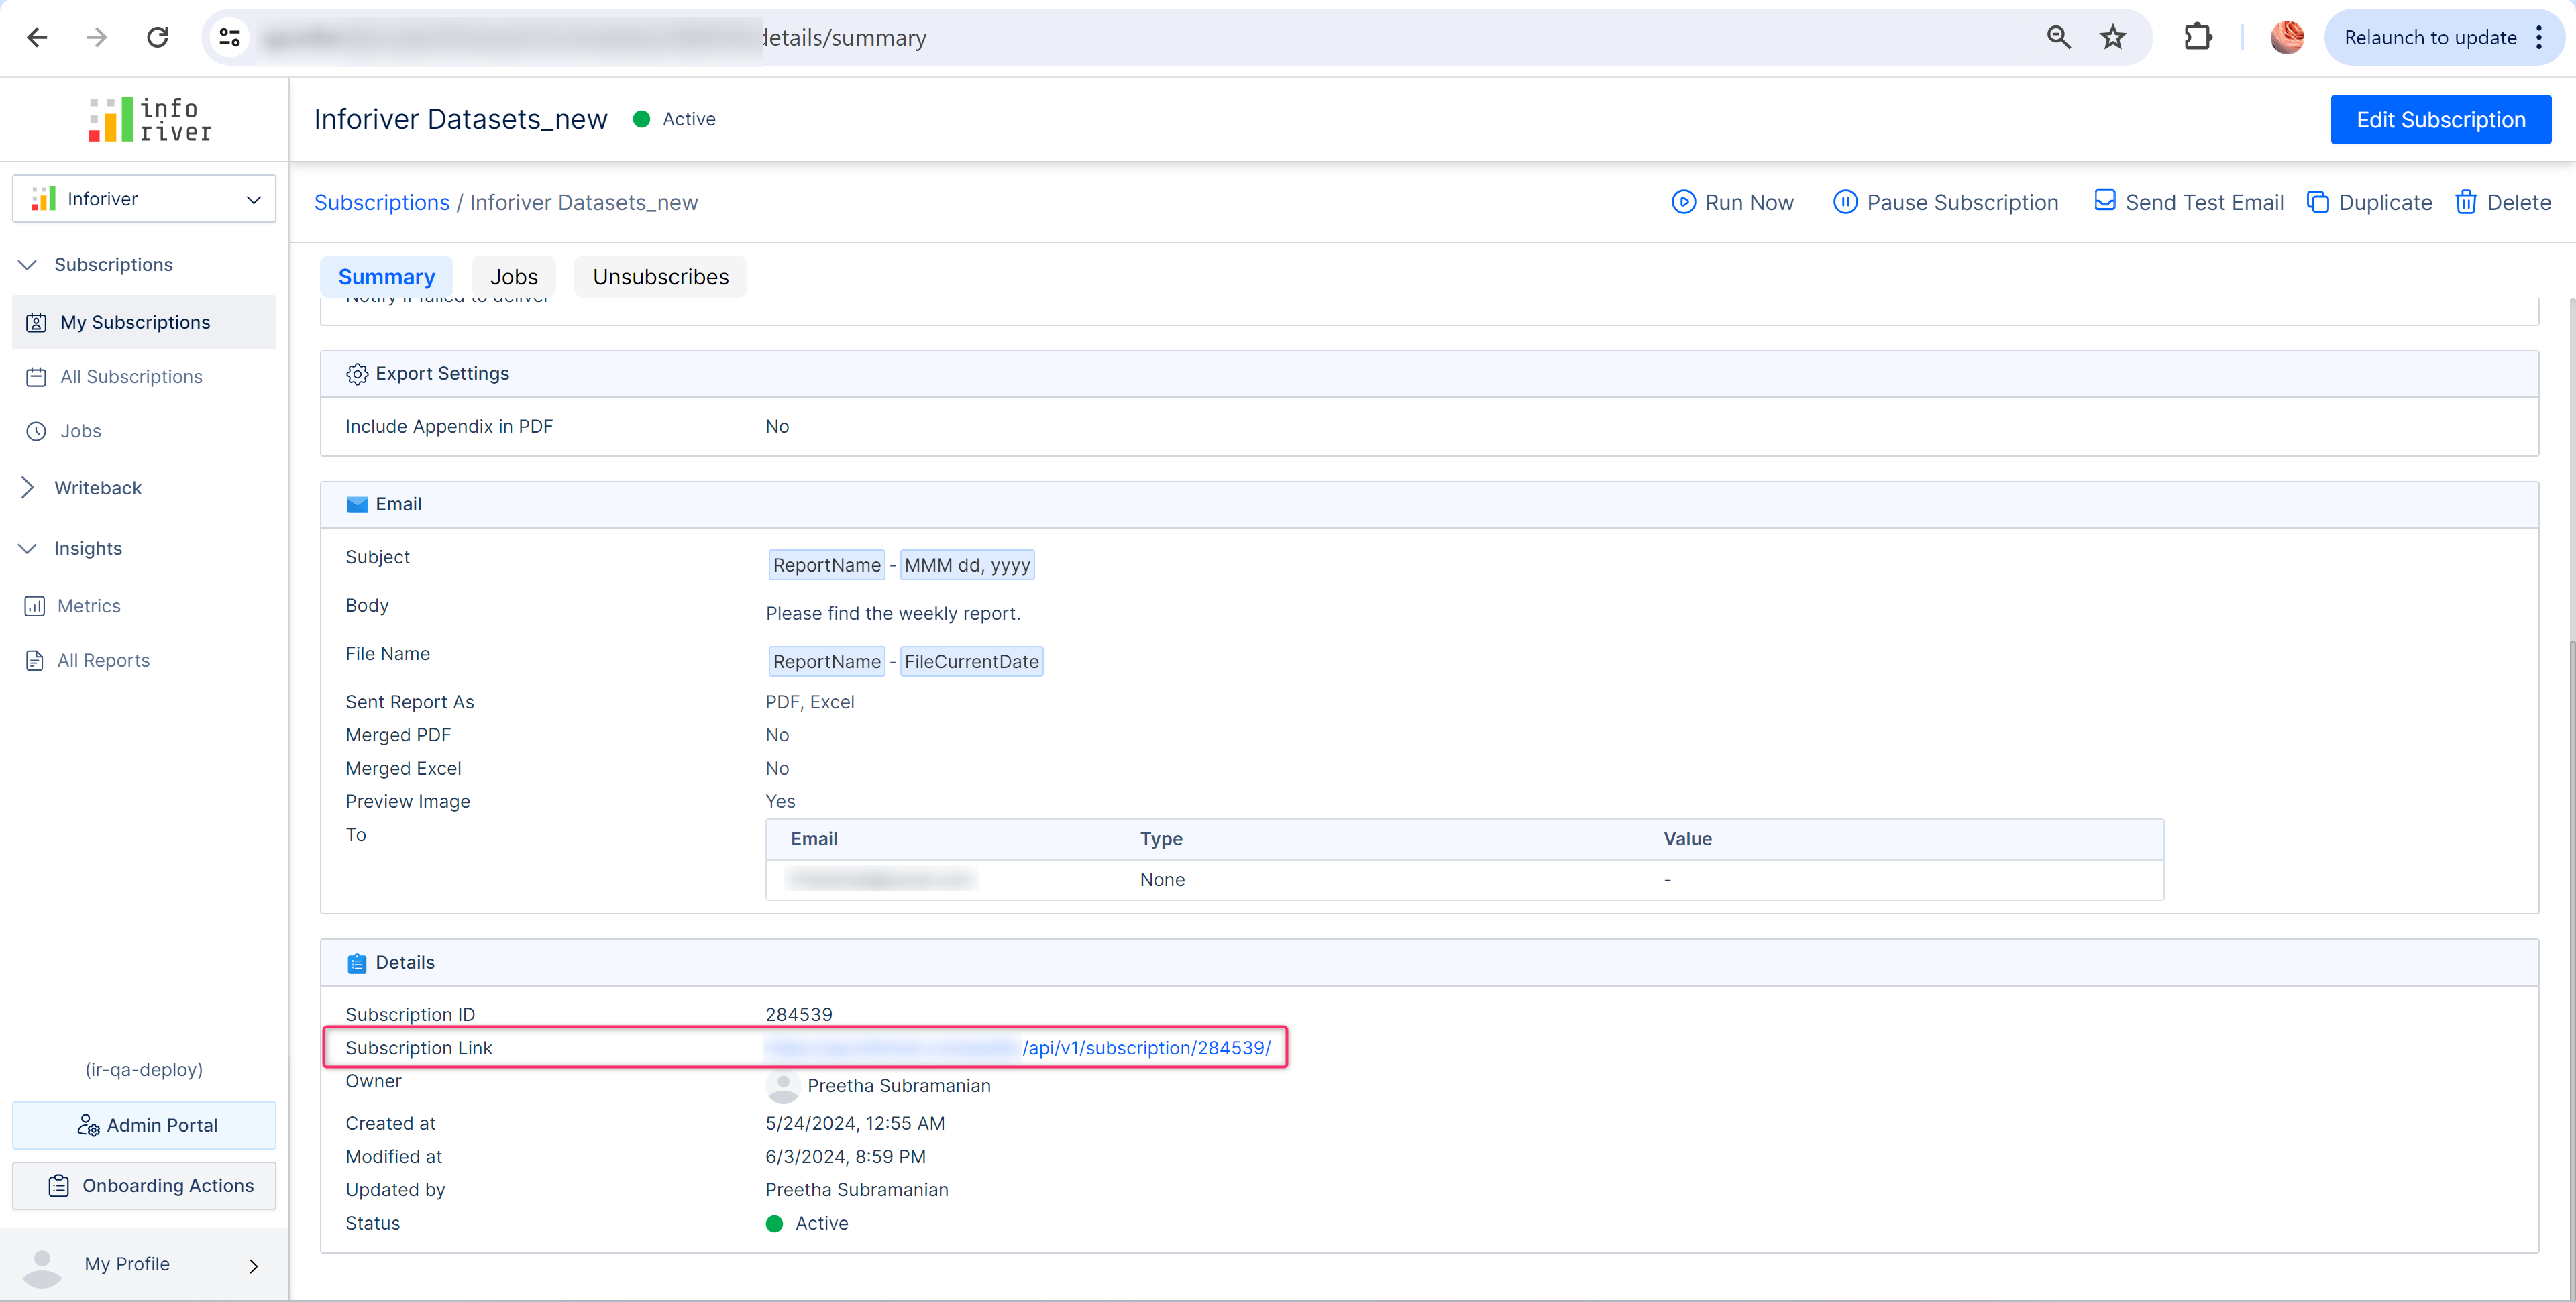 details/summary
Relaunch to update
info
river
Inforiver Datasets_new Active
Edit Subscription
Inforiver
Subscriptions / Inforiver Datasets_new
Run Now Pause Subscription Send Test Email Duplicate Delete
Subscriptions
My Subscriptions
All Subscriptions
Jobs
Writeback
Insights
Metrics
All Reports
(ir-qa-deploy)
Admin Portal
Onboarding Actions
My Profile
Summary Jobs Unsubscribes
Notify if failed to deliver
Export Settings
Include Appendix in PDF No
Email
Subject ReportName - MMM dd, yyyy
Body Please find the weekly report.
File Name ReportName - FileCurrentDate
Sent Report As PDF, Excel
Merged PDF No
Merged Excel No
Preview Image Yes
To
Email Type Value
None -
Details
Subscription ID 284539
Subscription Link /api/v1/subscription/284539/
Owner Preetha Subramanian
Created at 5/24/2024, 12:55 AM
Modified at 6/3/2024, 8:59 PM
Updated by Preetha Subramanian
Status Active